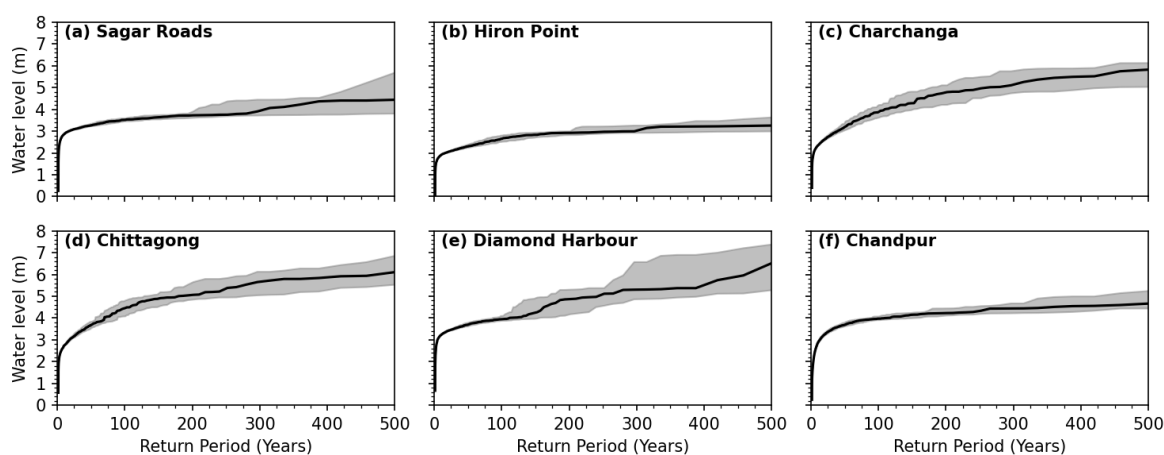 (a) Sagar Roads
(b) Hiron Point
(c) Charchanga
Water level (m)
8
7
6
5
4
3
2
1
0
(d) Chittagong
(e) Diamond Harbour
(f) Chandpur
Water level (m)
8
7
6
5
4
3
2
1
0
0 100 200 300 400 500
0 100 200 300 400 500
0 100 200 300 400 500
Return Period (Years)
Return Period (Years)
Return Period (Years)